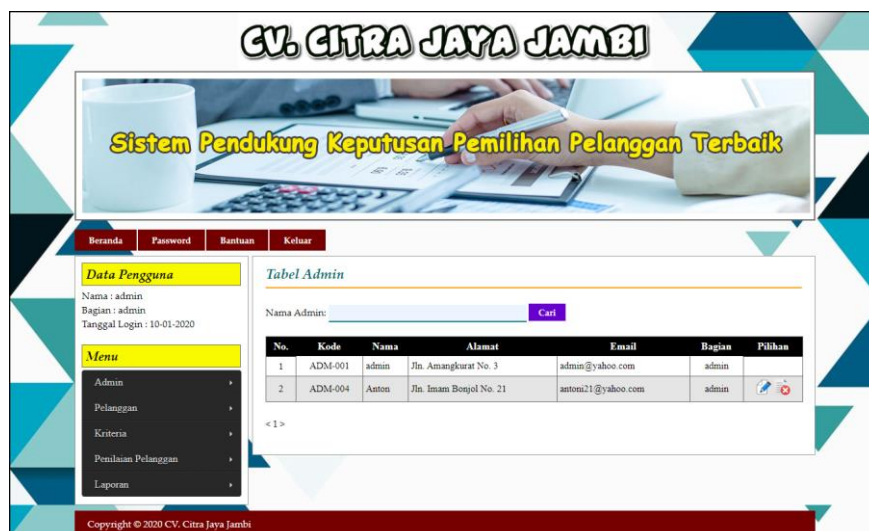 CV. CITRA JAYA JAMBI
Sistem Pendukung Keputusan Pemilihan Pelanggan Terbaik
Beranda Password Bantuan Keluar
Data Pengguna
Nama : admin
Bagian : admin
Tanggal Login : 10-01-2020
Menu
Admin
Pelanggan
Kriteria
Penilaian Pelanggan
Laporan
Tabel Admin
Nama Admin: Cari
No. Kode Nama Alamat Email Bagian Pilihan
1 ADM-001 admin Jln. Amangkurat No. 3 admin@yahoo.com admin
2 ADM-004 Anton Jln. Imam Bonjol No. 21 antoni21@yahoo.com admin
< 1 >
Copyright © 2020 CV. Citra Jaya Jambi